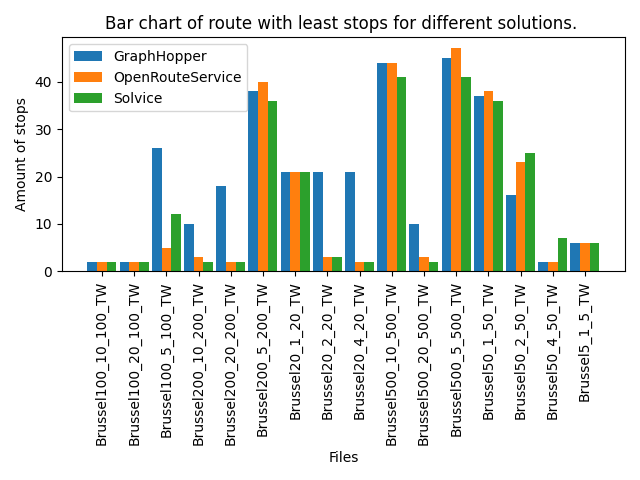 Bar chart of route with least stops for different solutions.
GraphHopper
OpenRouteService
Solvice
Amount of stops
40
30
20
10
0
Brussel100_10_100_TW
Brussel100_20_100_TW
Brussel100_5_100_TW
Brussel200_10_200_TW
Brussel200_20_200_TW
Brussel200_5_200_TW
Brussel20_1_20_TW
Brussel20_2_20_TW
Brussel20_4_20_TW
Brussel500_10_500_TW
Brussel500_20_500_TW
Brussel500_5_500_TW
Brussel50_1_50_TW
Brussel50_2_50_TW
Brussel50_4_50_TW
Brussel5_1_5_TW
Files